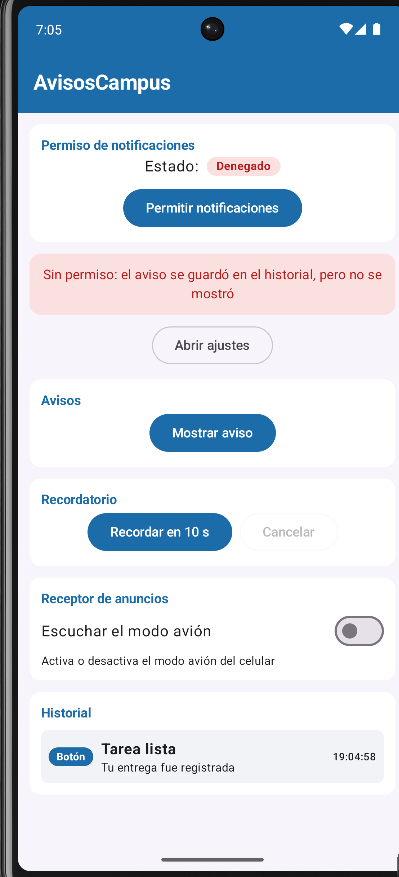 7:05
AvisosCampus
Permiso de notificaciones
Estado: Denegado
Permitir notificaciones
Sin permiso: el aviso se guardó en el historial, pero no se
mostró
Abrir ajustes
Avisos
Mostrar aviso
Recordatorio
Recordar en 10 s Cancelar
Receptor de anuncios
Escuchar el modo avión
Activa o desactiva el modo avión del celular
Historial
Botón Tarea lista 19:04:58
Tu entrega fue registrada